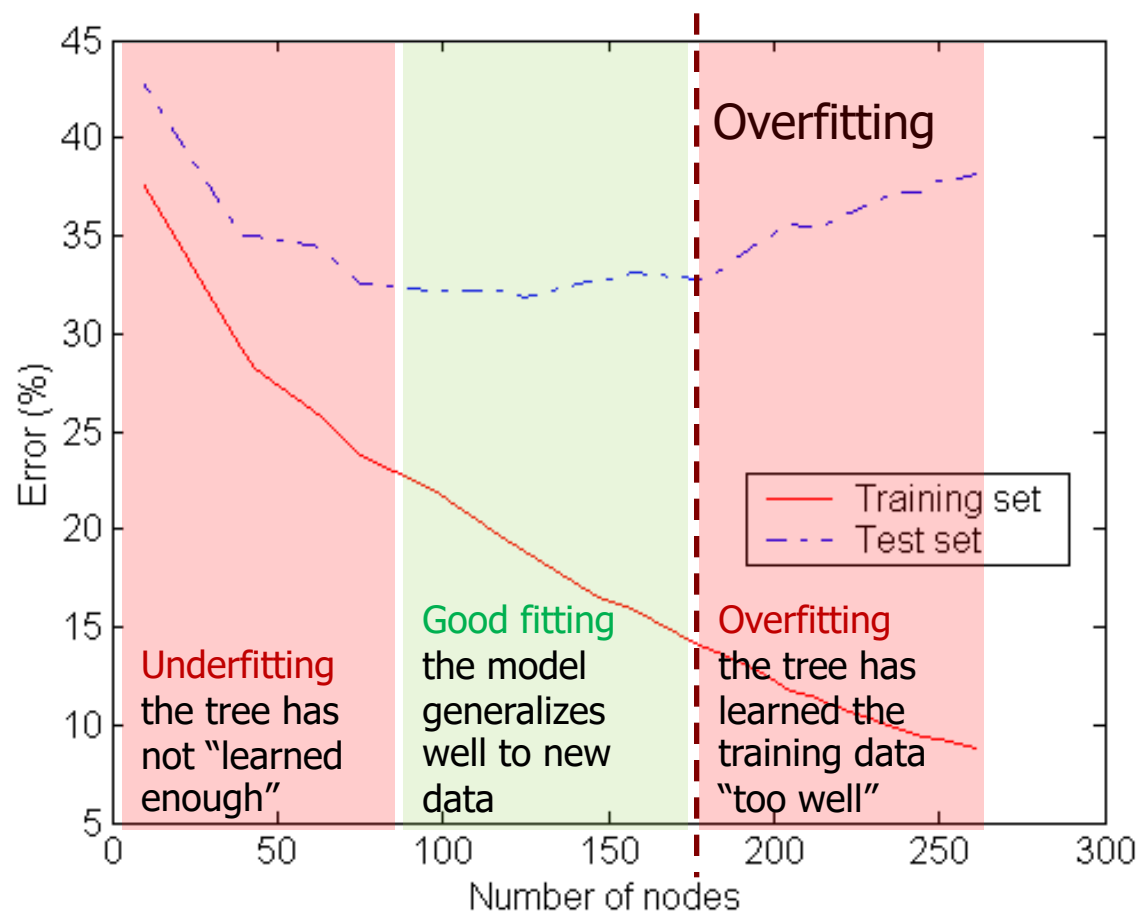 45
40
35
30
25
20
15
10
5
Error (%)
Overfitting
Training set
Test set
Underfitting
the tree has
not “learned
enough”
Good fitting
the model
generalizes
well to new
data
Overfitting
the tree has
learned the
training data
“too well”
0 50 100 150 200 250 300
Number of nodes